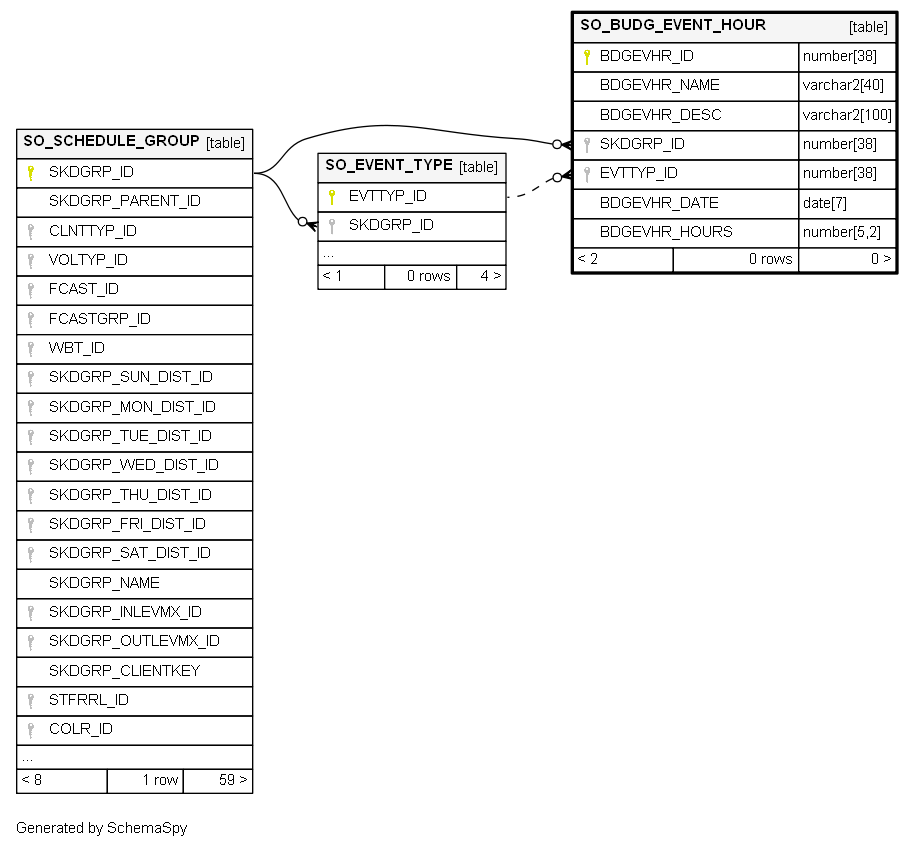 SO_BUDG_EVENT_HOUR [table]
BDGEVHR_ID number[38]
BDGEVHR_NAME varchar2[40]
BDGEVHR_DESC varchar2[100]
SKDGRP_ID number[38]
EVTTYP_ID number[38]
BDGEVHR_DATE date[7]
BDGEVHR_HOURS number[5,2]
< 2 0 rows 0 >
SO_SCHEDULE_GROUP [table]
SKDGRP_ID
SKDGRP_PARENT_ID
CLNTTYP_ID
VOLTYP_ID
FCAST_ID
FCASTGRP_ID
WBT_ID
SKDGRP_SUN_DIST_ID
SKDGRP_MON_DIST_ID
SKDGRP_TUE_DIST_ID
SKDGRP_WED_DIST_ID
SKDGRP_THU_DIST_ID
SKDGRP_FRI_DIST_ID
SKDGRP_SAT_DIST_ID
SKDGRP_NAME
SKDGRP_INLEVMX_ID
SKDGRP_OUTLEVMX_ID
SKDGRP_CLIENTKEY
STFRRL_ID
COLR_ID
...
< 8 1 row 59 >
SO_EVENT_TYPE [table]
EVTTYP_ID
SKDGRP_ID
...
< 1 0 rows 4 >
Generated by SchemaSpy